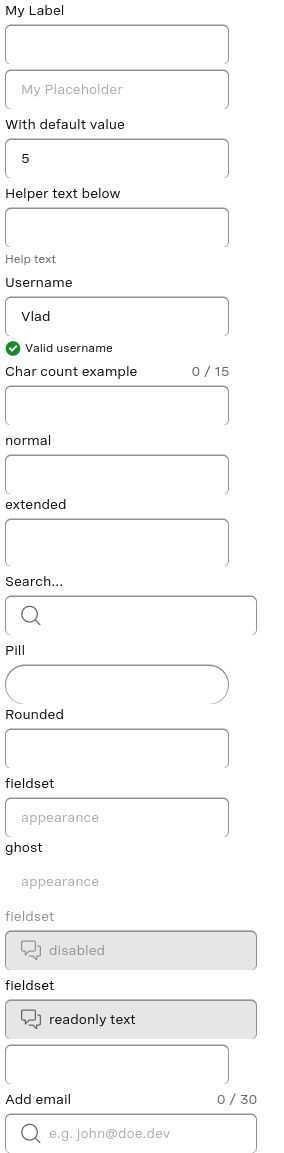 My Label
My Placeholder
With default value
5
Helper text below
Help text
Username
Vlad
Valid username
Char count example 0 / 15
normal
extended
Search...
Pill
Rounded
fieldset
appearance
ghost
appearance
fieldset
disabled
fieldset
readonly text
Add email 0 / 30
e.g. john@doe.dev